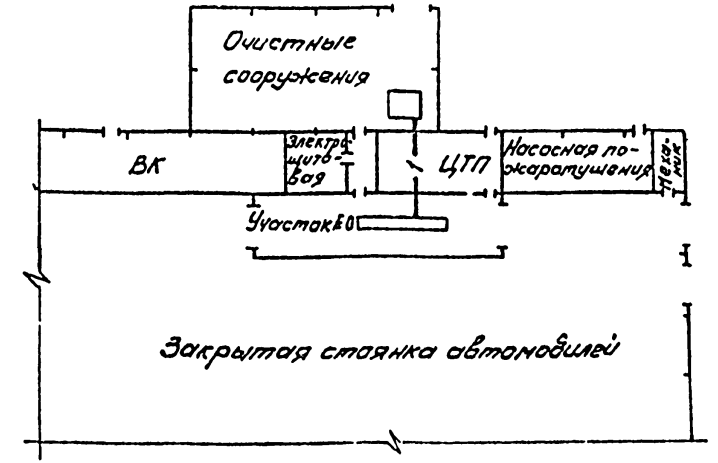 Очистные
сооружения
ВК
Электро-
щито-
вая
ЦТП
Насосная по-
жаротушения
Меха-
ник
Участок ЕО
Закрытая стоянка автомобилей